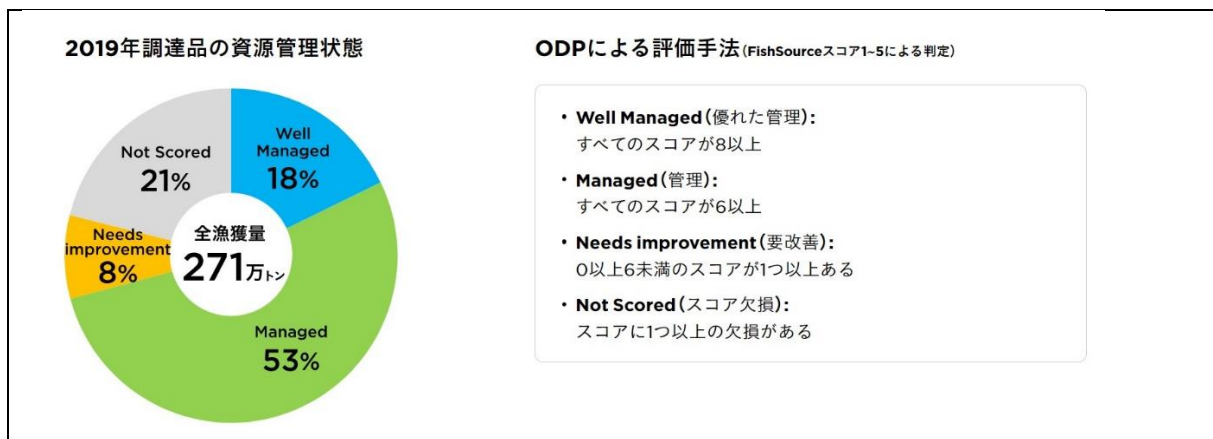 2019年調達品の資源管理状態
Well
Managed
18%
Managed
53%
Needs
improvement
8%
Not Scored
21%
全漁獲量
271万トン
ODPによる評価手法(FishSourceスコア1~5による判定)
・Well Managed(優れた管理):
すべてのスコアが8以上
・Managed(管理):
すべてのスコアが6以上
・Needs improvement(要改善):
0以上6未満のスコアが1つ以上ある
・Not Scored(スコア欠損):
スコアに1つ以上の欠損がある